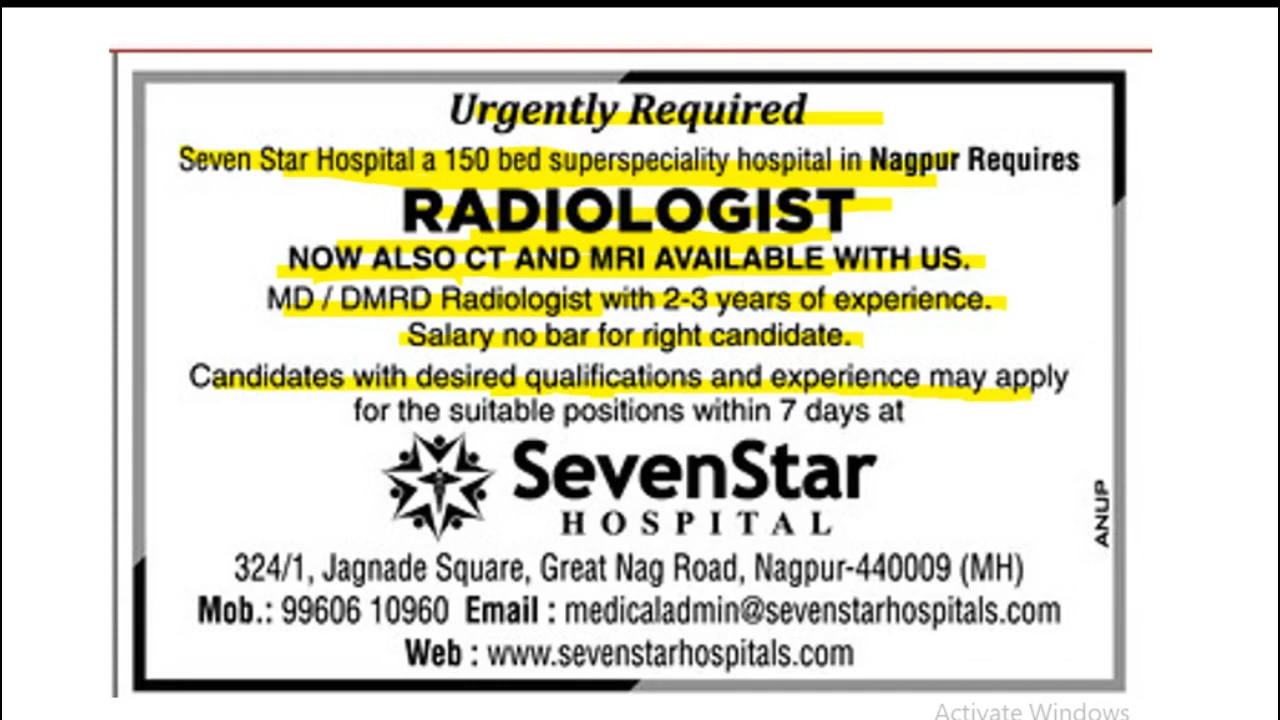 Urgently Required
Seven Star Hospital a 150 bed superspeciality hospital in Nagpur Requires
RADIOLOGIST
NOW ALSO CT AND MRI AVAILABLE WITH US.
MD / DMRD Radiologist with 2-3 years of experience.
Salary no bar for right candidate.
Candidates with desired qualifications and experience may apply
for the suitable positions within 7 days at
SevenStar
HOSPITAL
ANUP
324/1, Jagnade Square, Great Nag Road, Nagpur-440009 (MH)
Mob.: 99606 10960 Email : medicaladmin@sevenstarhospitals.com
Web : www.sevenstarhospitals.com
Activate Windows